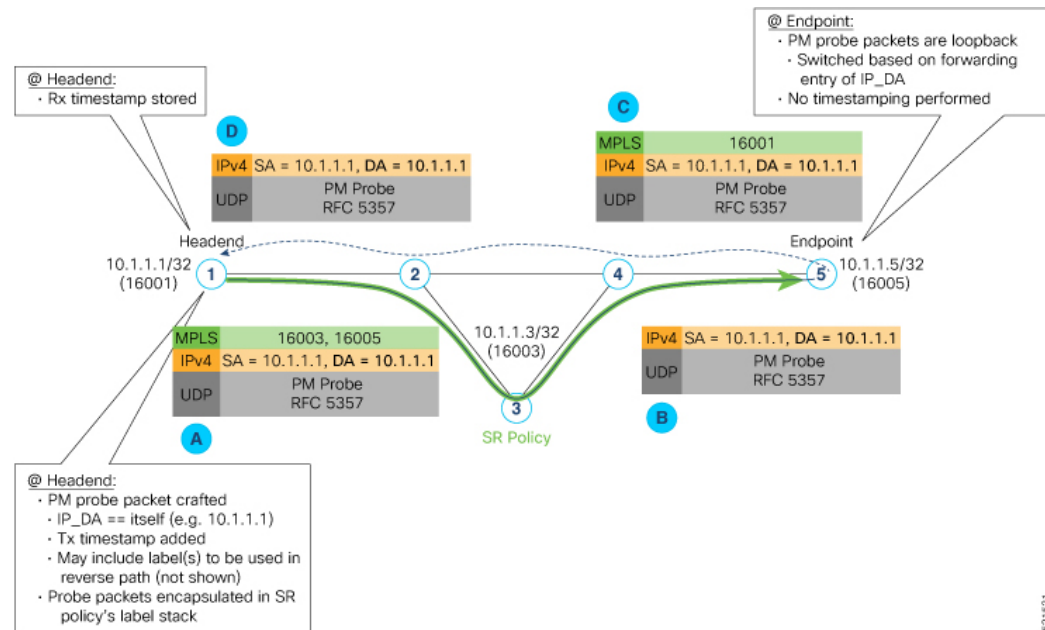 @ Endpoint:
· PM probe packets are loopback
· Switched based on forwarding
entry of IP_DA
· No timestamping performed
@ Headend:
· Rx timestamp stored
D
C
IPv4 SA = 10.1.1.1, DA = 10.1.1.1
UDP
PM Probe
RFC 5357
MPLS 16001
IPv4 SA = 10.1.1.1, DA = 10.1.1.1
UDP
PM Probe
RFC 5357
Headend
Endpoint
10.1.1.1/32
(16001)
1
2
4
5
10.1.1.5/32
(16005)
10.1.1.3/32
(16003)
3
SR Policy
MPLS 16003, 16005
IPv4 SA = 10.1.1.1, DA = 10.1.1.1
UDP
PM Probe
RFC 5357
IPv4 SA = 10.1.1.1, DA = 10.1.1.1
UDP
PM Probe
RFC 5357
A
B
@ Headend:
· PM probe packet crafted
· IP_DA == itself (e.g. 10.1.1.1)
· Tx timestamp added
· May include label(s) to be used in
reverse path (not shown)
· Probe packets encapsulated in SR
policy's label stack